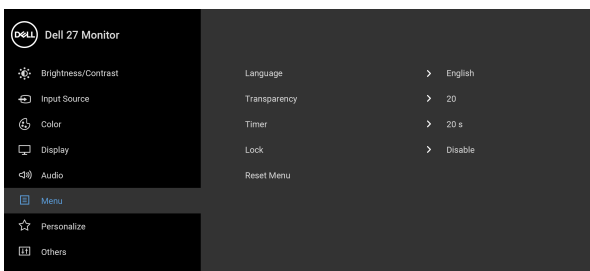 DELL Dell 27 Monitor
Brightness/Contrast
Language English
Input Source
Transparency 20
Color
Timer 20 s
Display
Lock Disable
Audio
Reset Menu
Menu
Personalize
Others